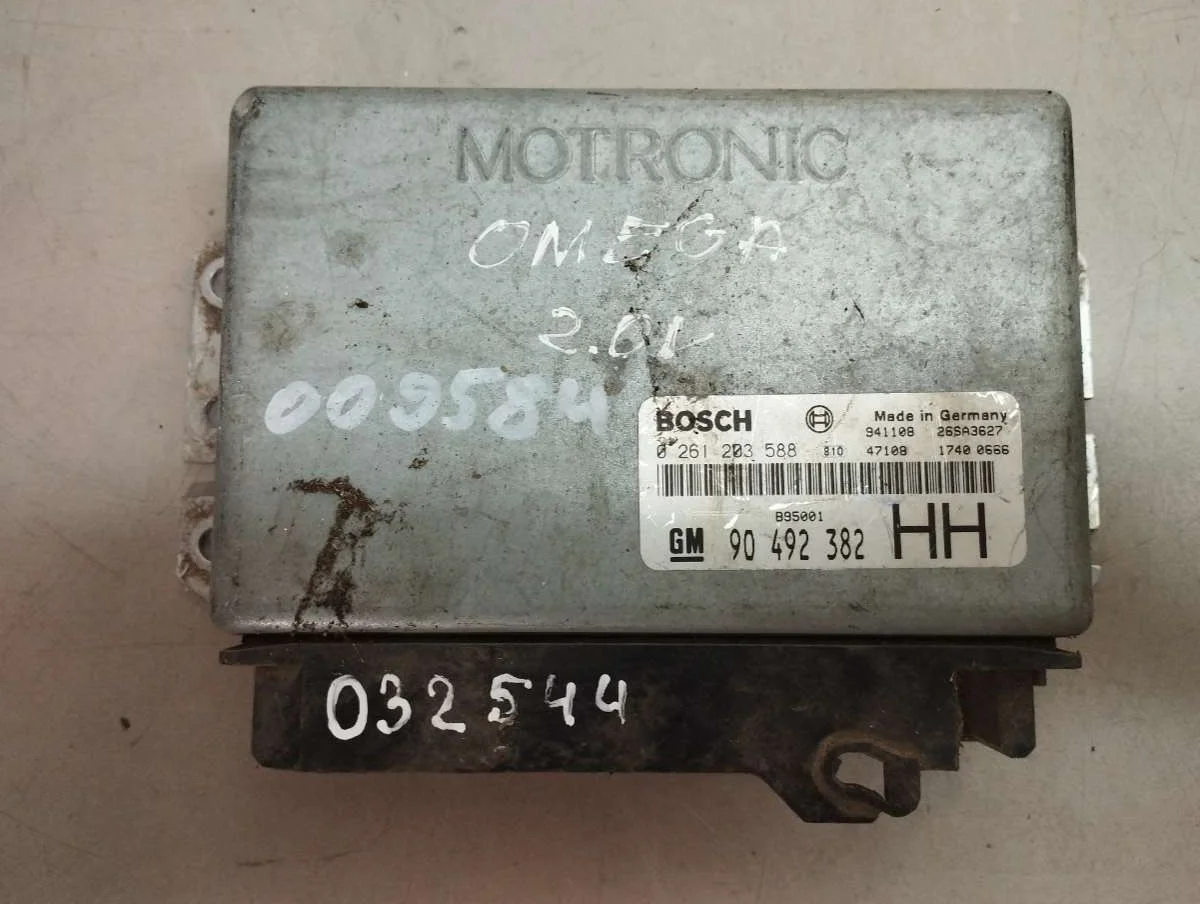 MOTRONIC
OMEGA
2.0L
009584
BOSCH Made in Germany
941108 26SA3627
0 261 203 588 810 47108 1740 0666
B95001
GM 90 492 382 HH
032544